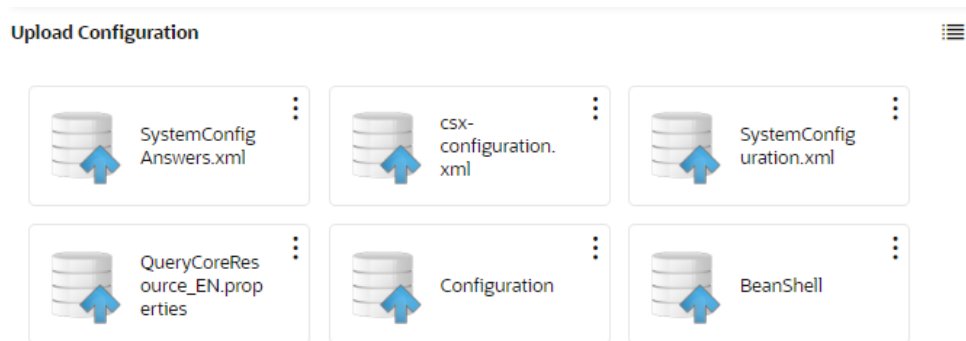 Upload Configuration
SystemConfig
Answers.xml
csx-
configuration.
xml
SystemConfig
uration.xml
QueryCoreRes
ource_EN.prop
erties
Configuration
BeanShell